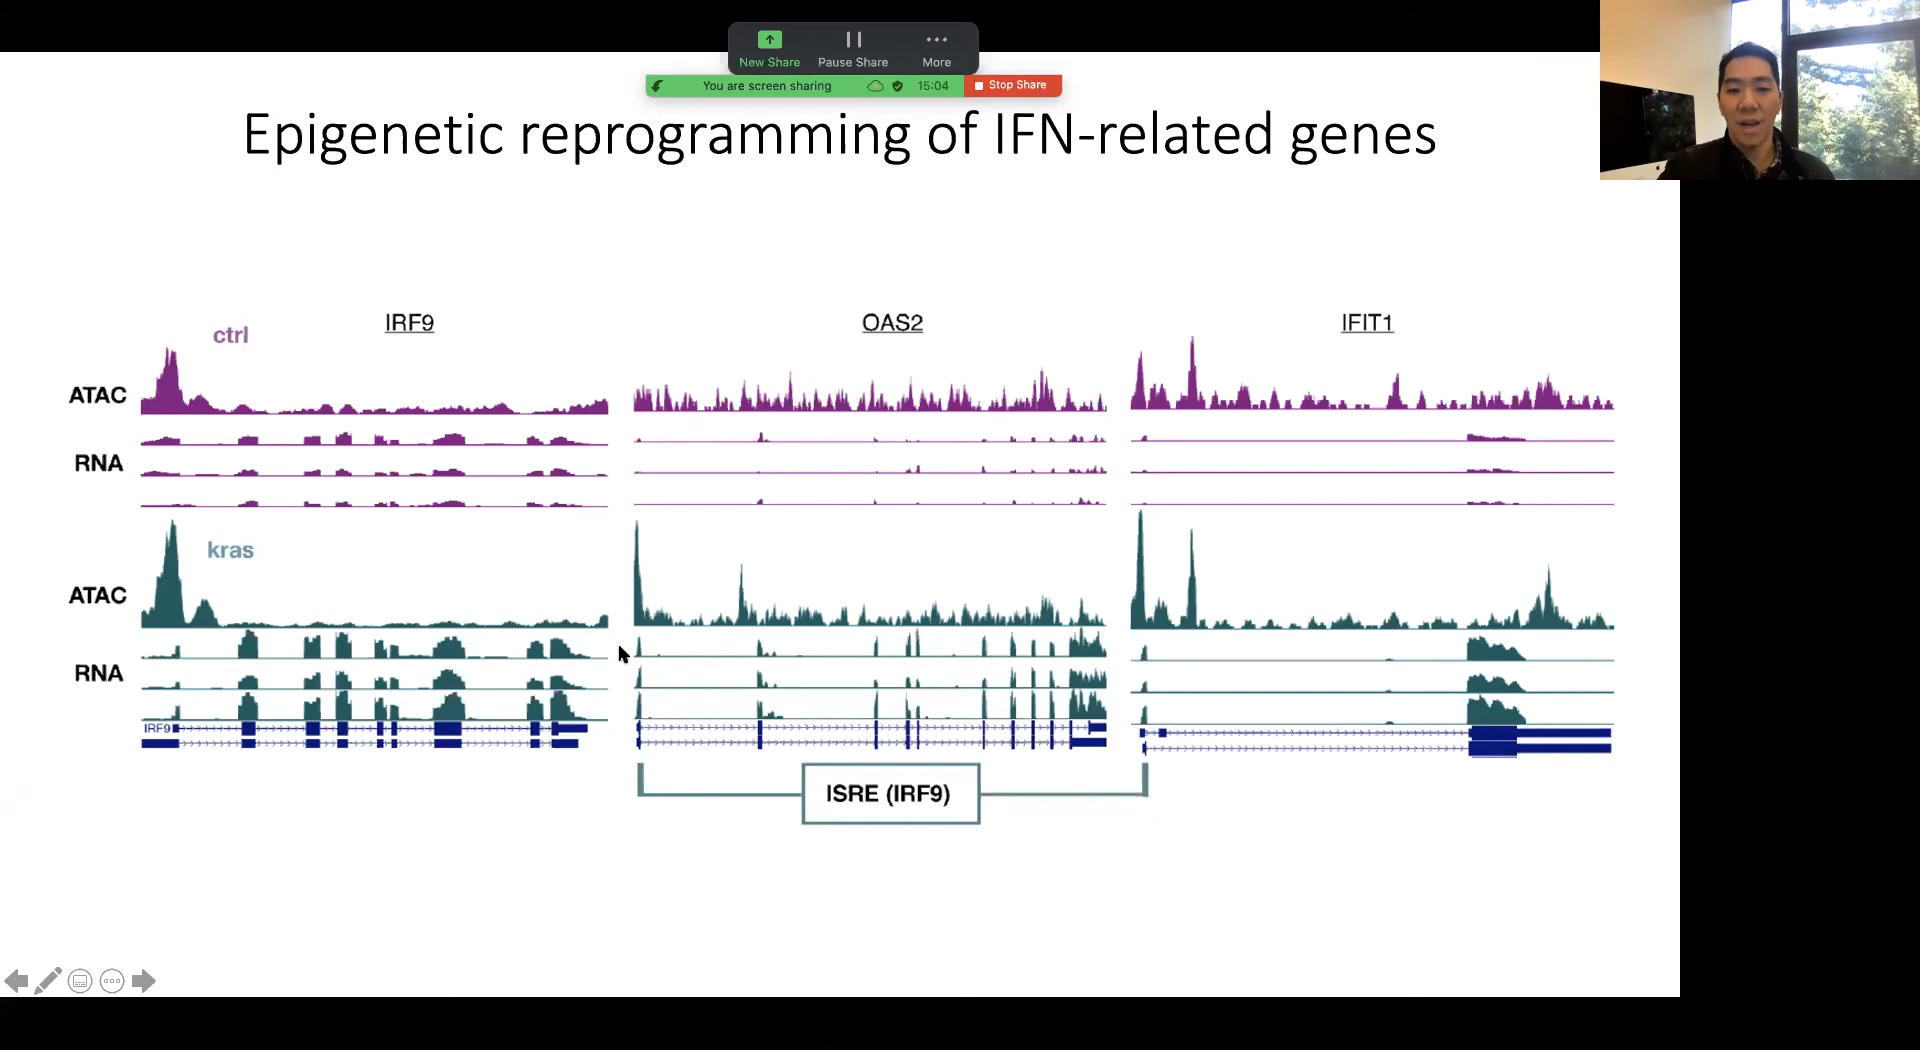 New Share
Pause Share
More
You are screen sharing
15:04
Stop Share
Epigenetic reprogramming of IFN-related genes
IRF9
OAS2
IFIT1
ctrl
ATAC
RNA
kras
ATAC
RNA
IRF9
ISRE (IRF9)